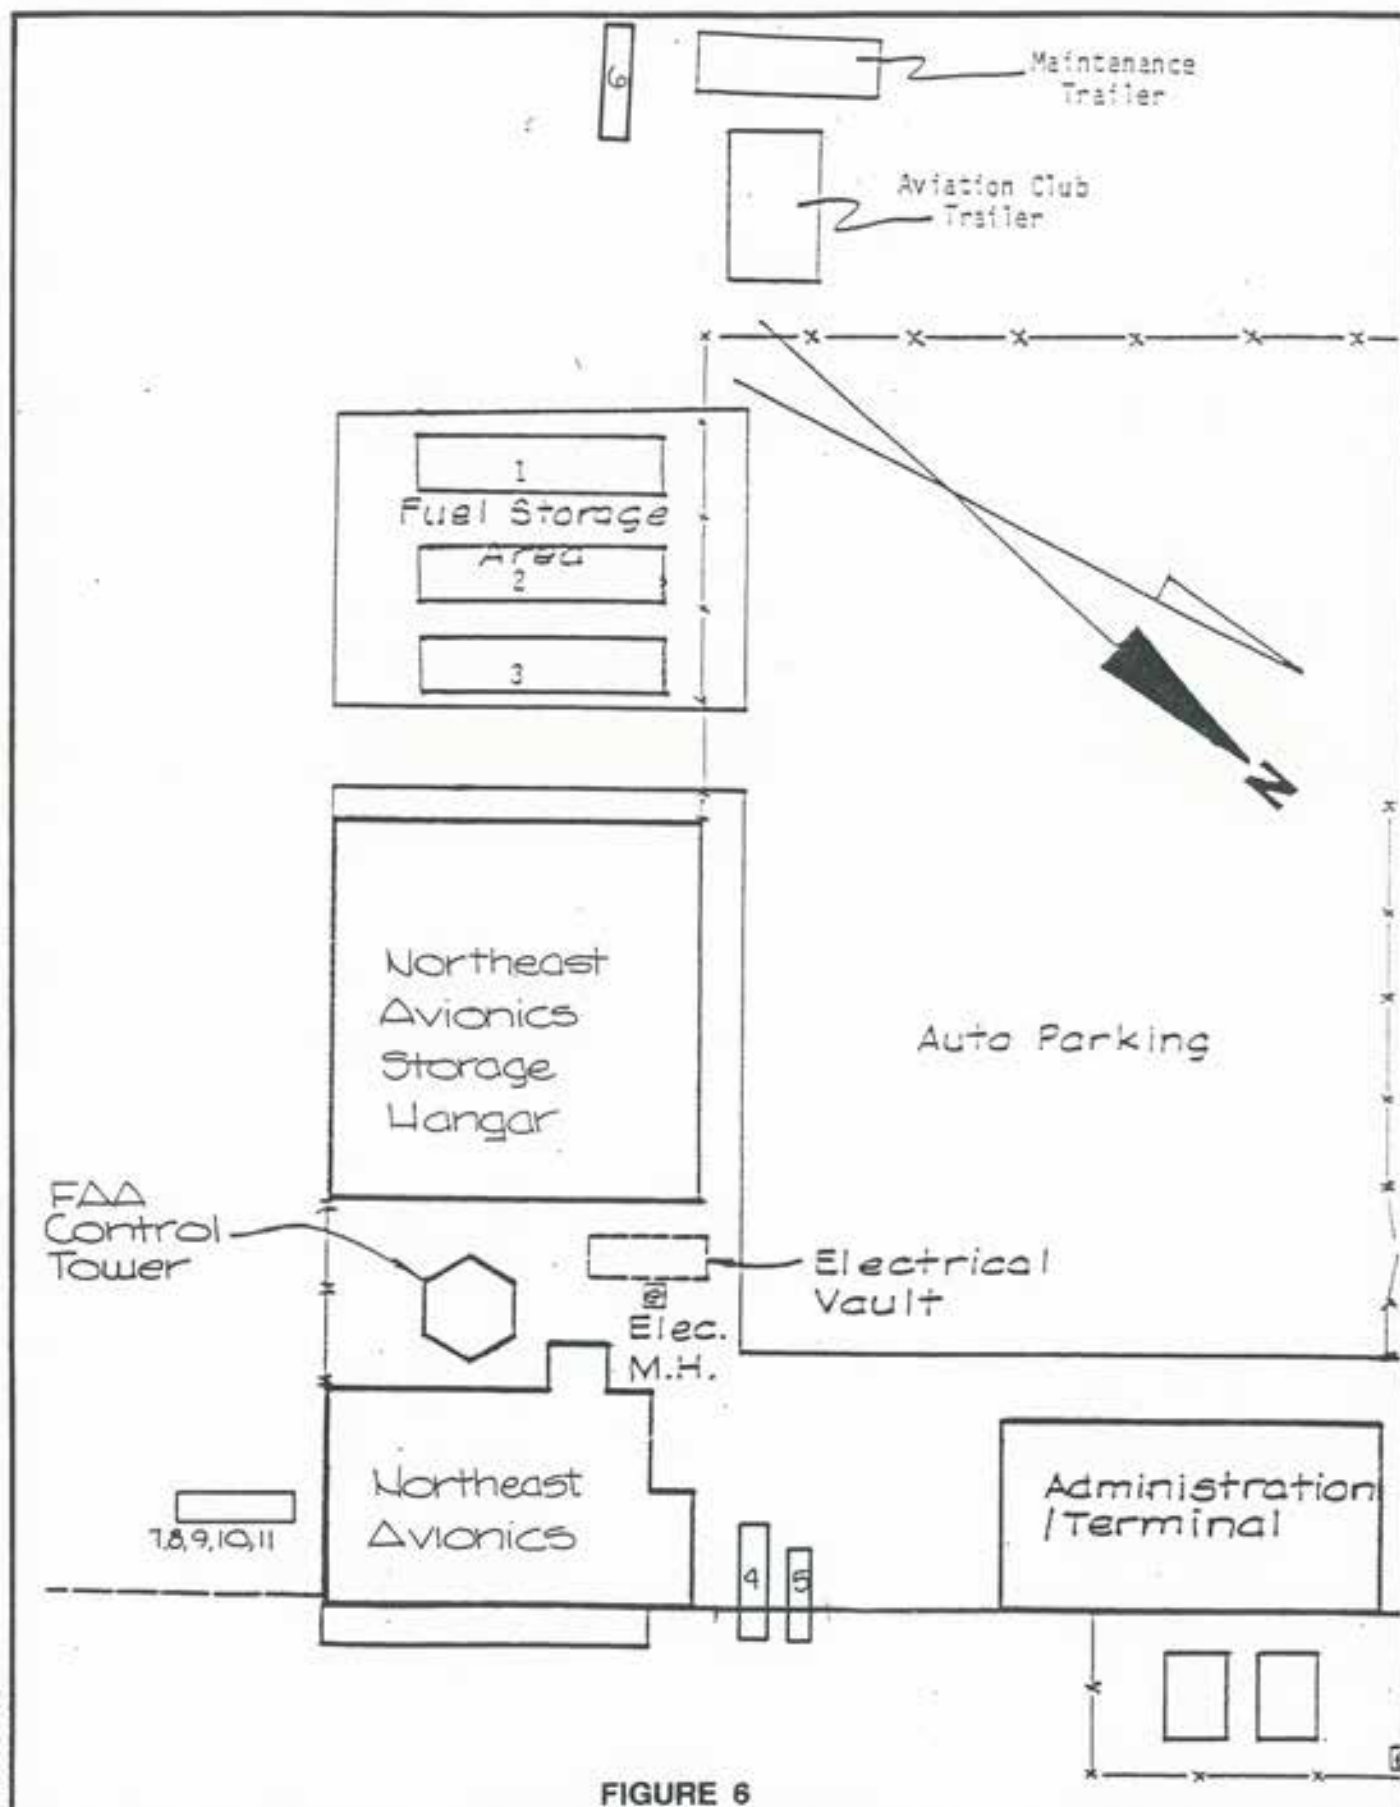 6
Maintenance
Trailer
Aviation Club
Trailer
1
Fuel Storage
Area
2
3
N
Northeast
Avionics
Storage
Hangar
Auto Parking
FAA
Control
Tower
Electrical
Vault
Elec.
M.H.
Northeast
Avionics
7,8,9,10,11
4
5
Administration
/Terminal
FIGURE 6